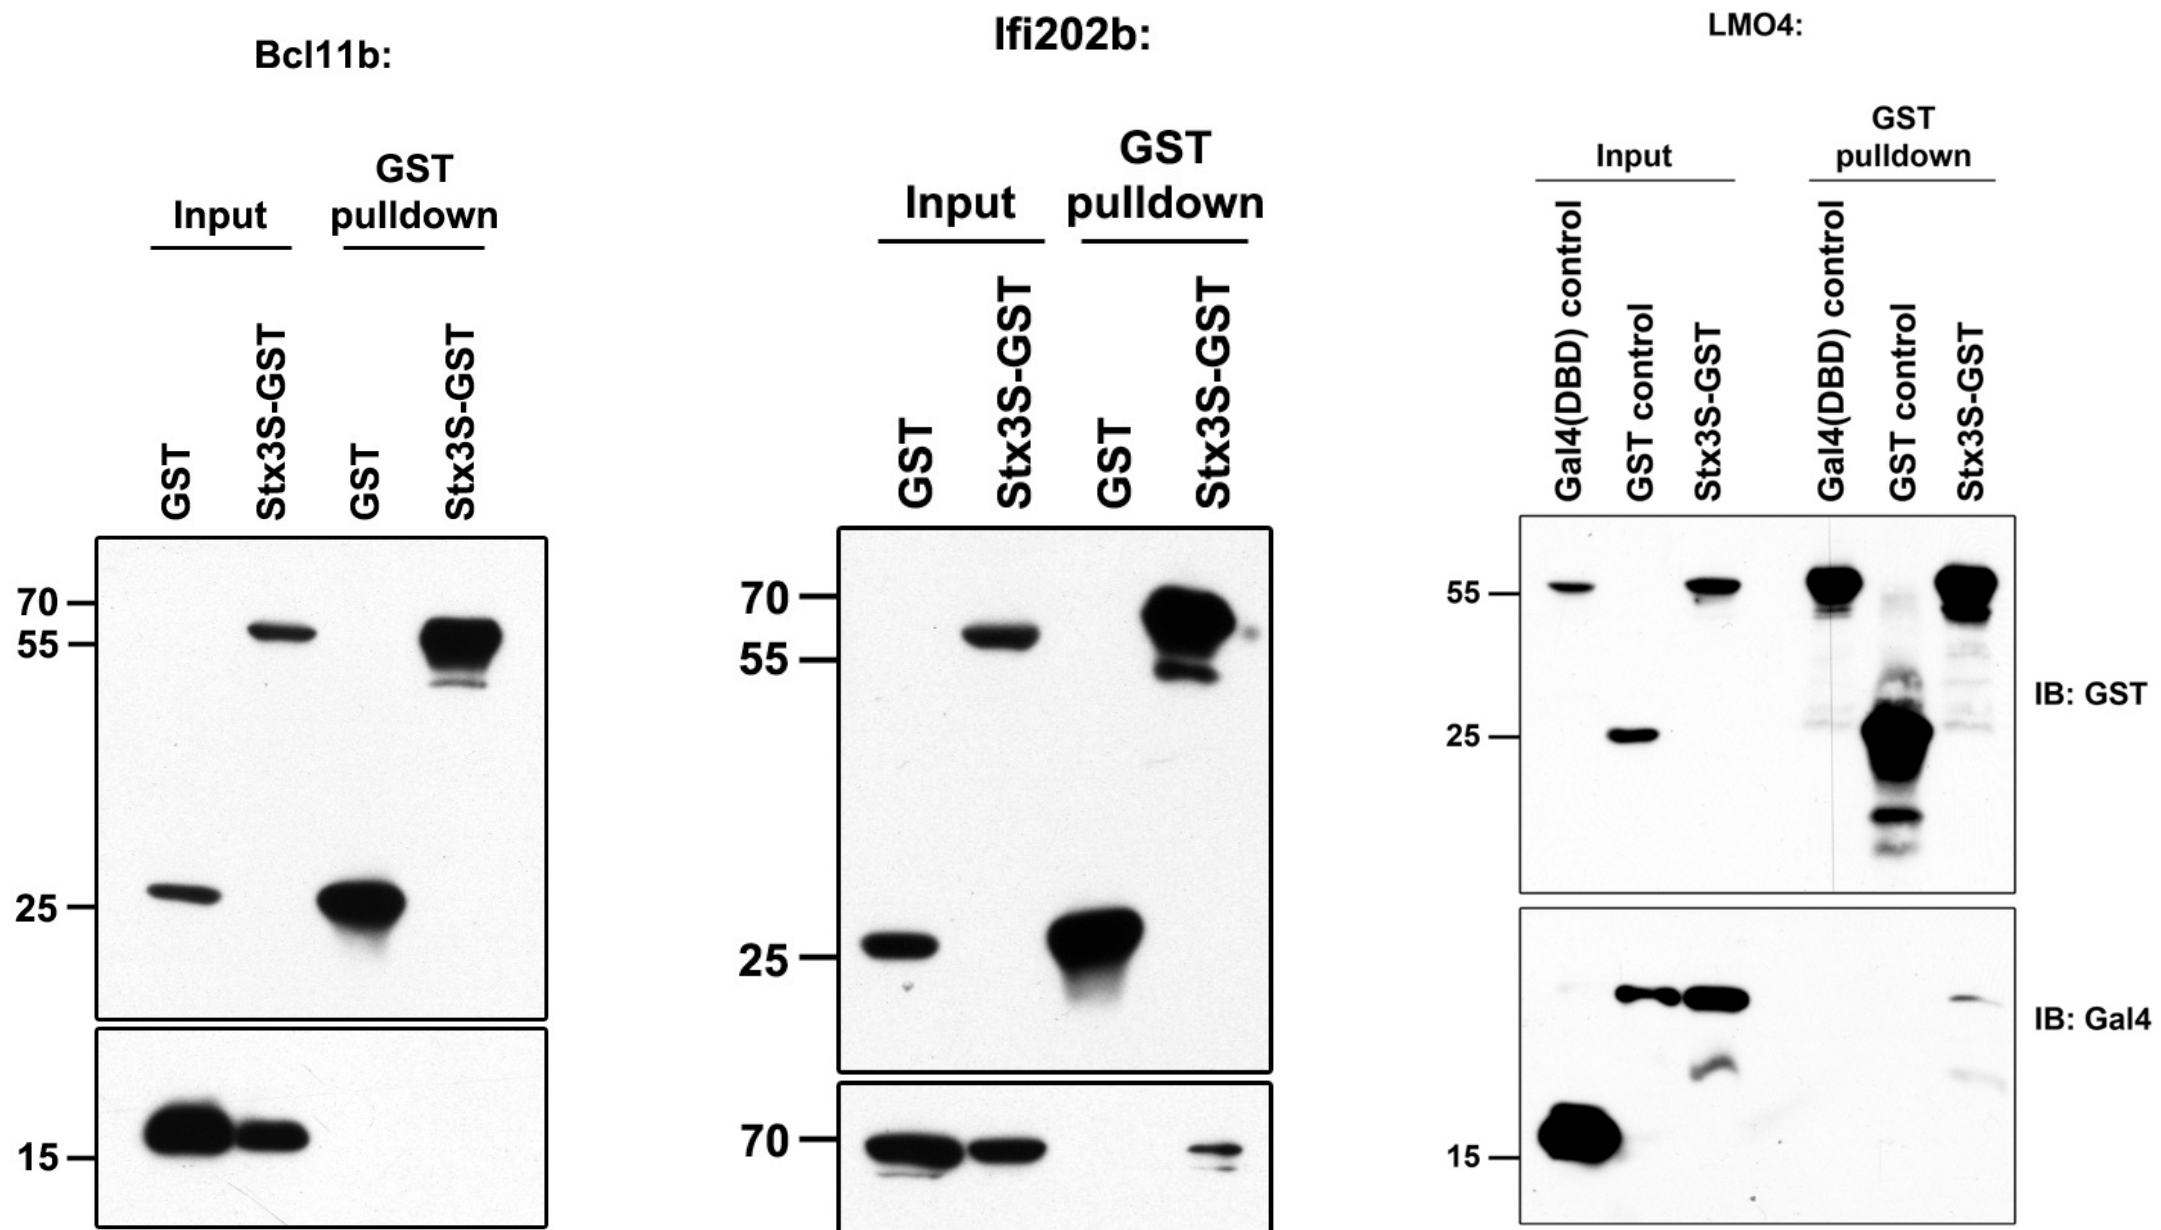 Bcl11b:
Input
GST
pulldown
GST
Stx3S-GST
GST
Stx3S-GST
70
55
25
15
Ifi202b:
Input
GST
pulldown
GST
Stx3S-GST
GST
Stx3S-GST
70
55
25
70
LMO4:
Input
GST
pulldown
Gal4(DBD) control
GST control
Stx3S-GST
Gal4(DBD) control
GST control
Stx3S-GST
55
25
IB: GST
15
IB: Gal4